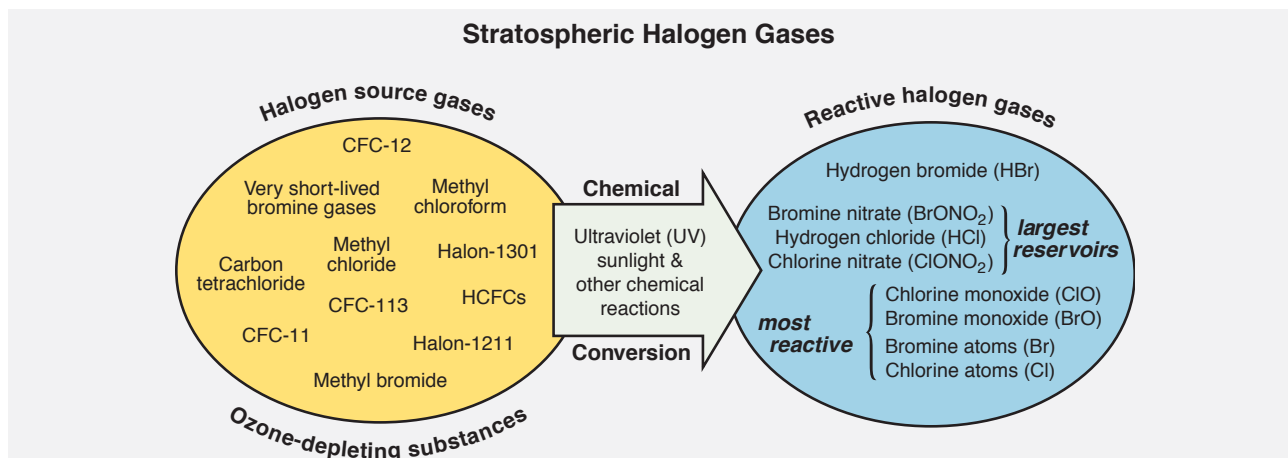 Stratospheric Halogen Gases
Halogen source gases
CFC-12
Very short-lived
bromine gases
Methyl
chloroform
Carbon
tetrachloride
Methyl
chloride
Halon-1301
CFC-113
HCFCs
CFC-11
Halon-1211
Methyl bromide
Ozone-depleting substances
Chemical
Ultraviolet (UV)
sunlight &
other chemical
reactions
Conversion
Reactive halogen gases
Hydrogen bromide (HBr)
Bromine nitrate (BrONO₂)
Hydrogen chloride (HCl)
Chlorine nitrate (ClONO₂)
largest
reservoirs
most
reactive
Chlorine monoxide (ClO)
Bromine monoxide (BrO)
Bromine atoms (Br)
Chlorine atoms (Cl)